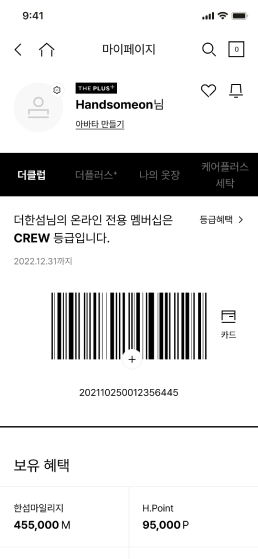 9:41
마이페이지
0
THE PLUS+
Handsomeon님
아바타 만들기
더클럽
더플러스+
나의 옷장
케어플러스
세탁
더한섬님의 온라인 전용 멤버십은
등급혜택 >
CREW 등급입니다.
2022.12.31까지
카드
202110250012356445
보유 혜택
한섬마일리지
H.Point
455,000 M
95,000 P